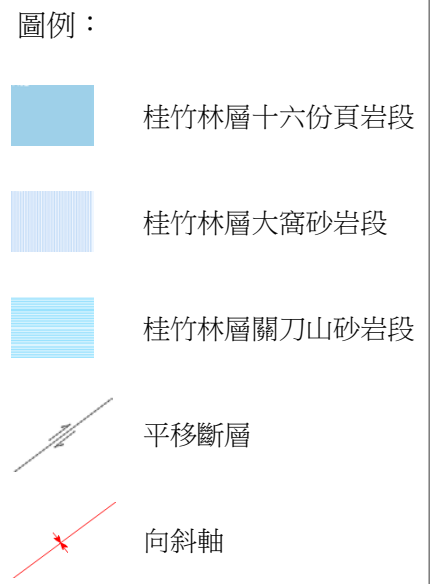 圖例：
桂竹林層十六份頁岩段
桂竹林層大窩砂岩段
桂竹林層關刀山砂岩段
平移斷層
向斜軸